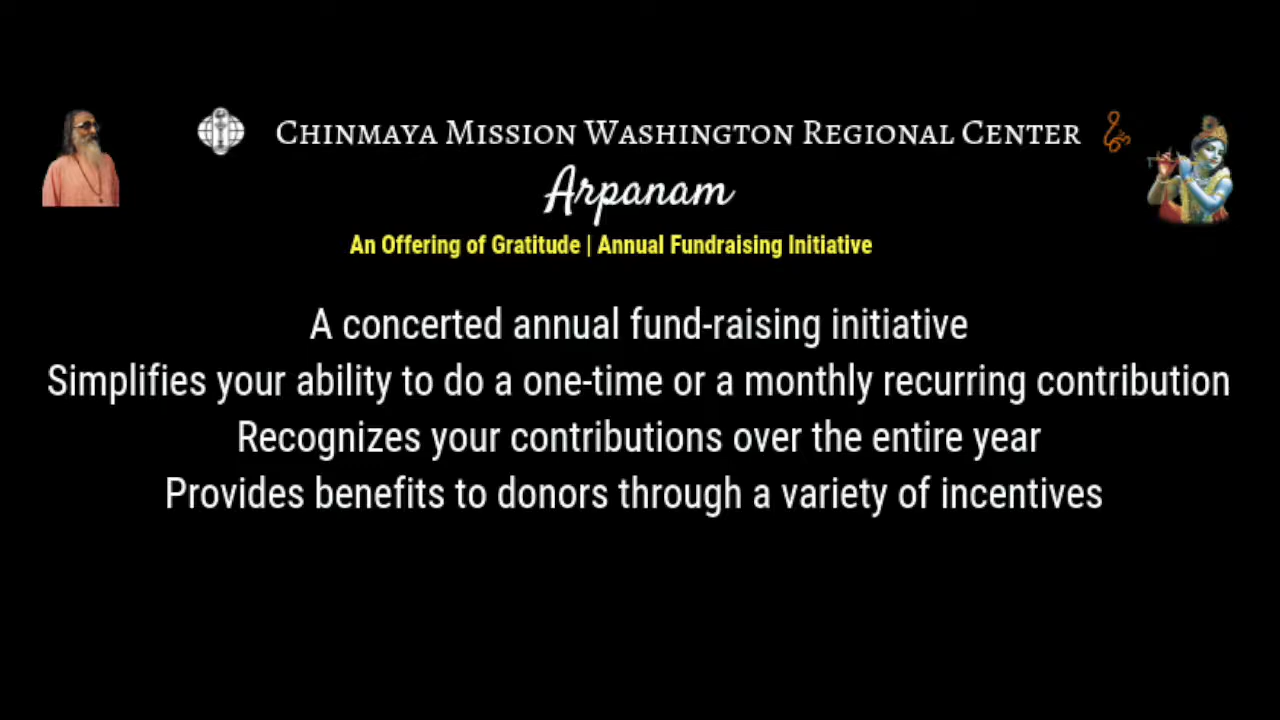 Chinmaya Mission Washington Regional Center
Arpanam
An Offering of Gratitude | Annual Fundraising Initiative
A concerted annual fund-raising initiative
Simplifies your ability to do a one-time or a monthly recurring contribution
Recognizes your contributions over the entire year
Provides benefits to donors through a variety of incentives